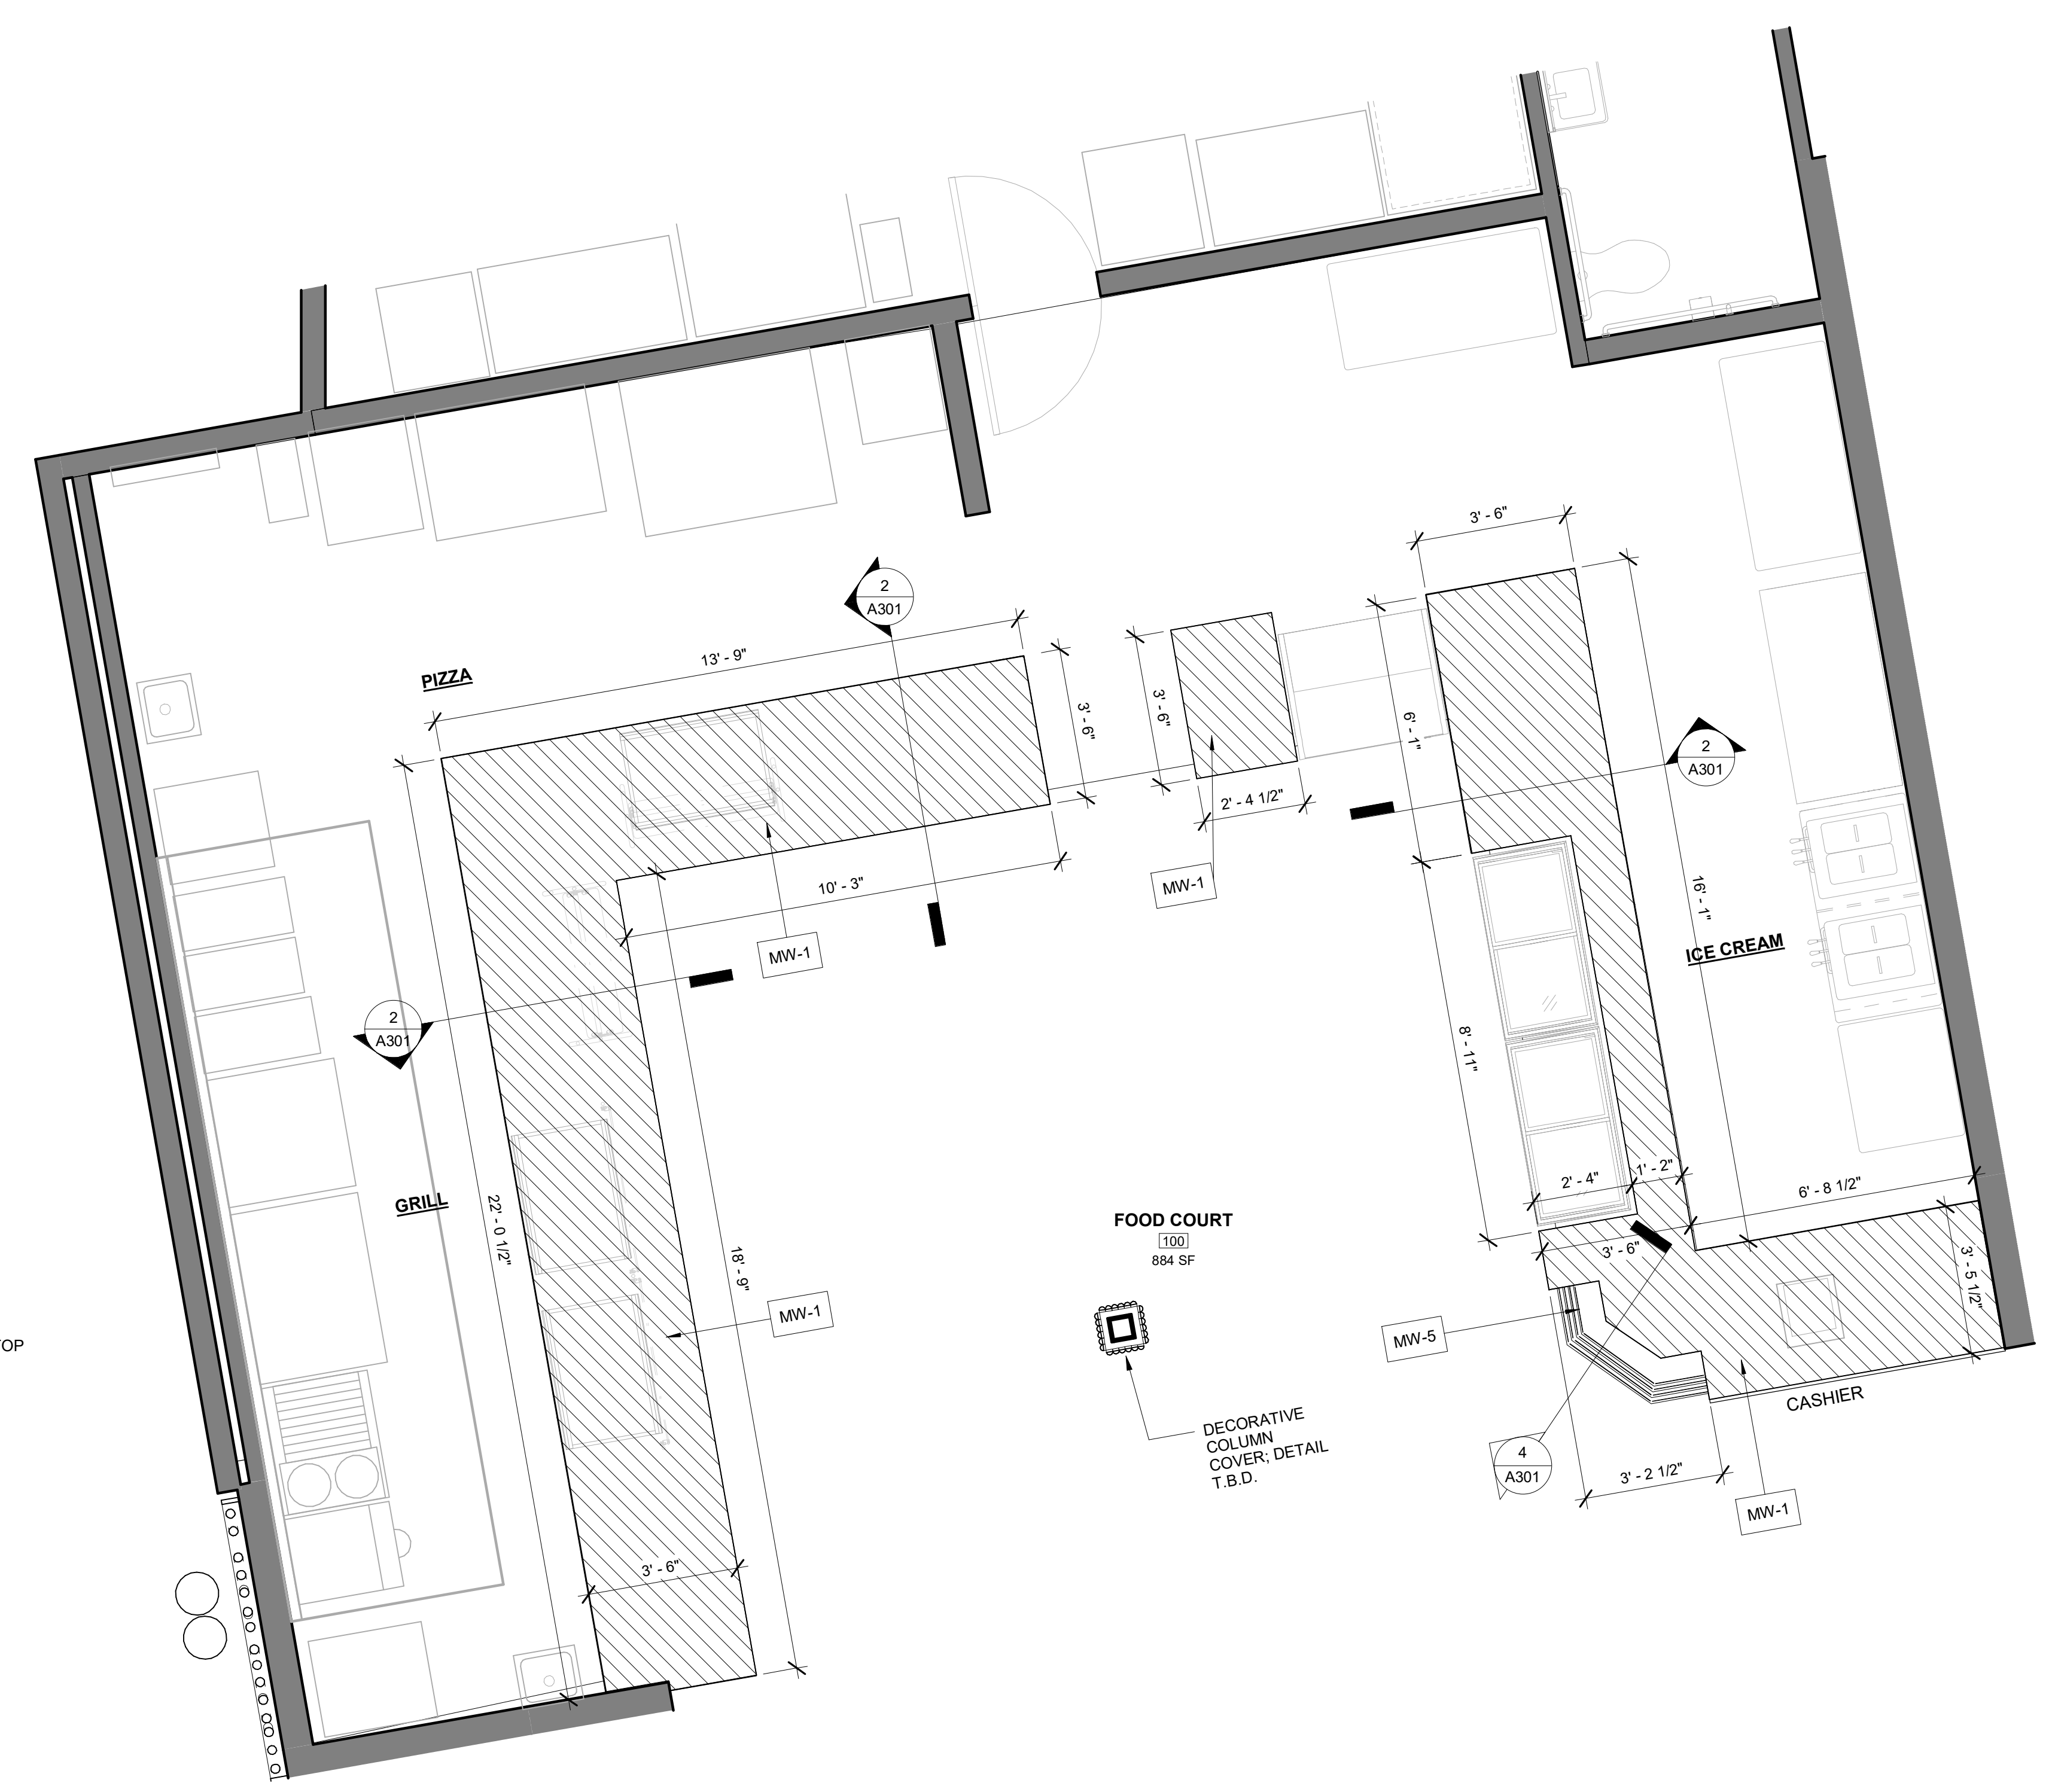 3' - 6"
2
A301
13' - 9"
PIZZA
3' - 6"
3' - 6"
6' - 1"
2
A301
2' - 4 1/2"
MW-1
10' - 3"
16' - 1"
MW-1
ICE CREAM
2
A301
8' - 11"
2' - 4"
1' - 2"
6' - 8 1/2"
GRILL
22' - 0 1/2"
18' - 9"
FOOD COURT
100
884 SF
3' - 6"
3' - 5 1/2"
MW-1
MW-5
TOP
CASHIER
DECORATIVE
COLUMN
COVER; DETAIL
T.B.D.
4
A301
3' - 2 1/2"
MW-1
3' - 6"